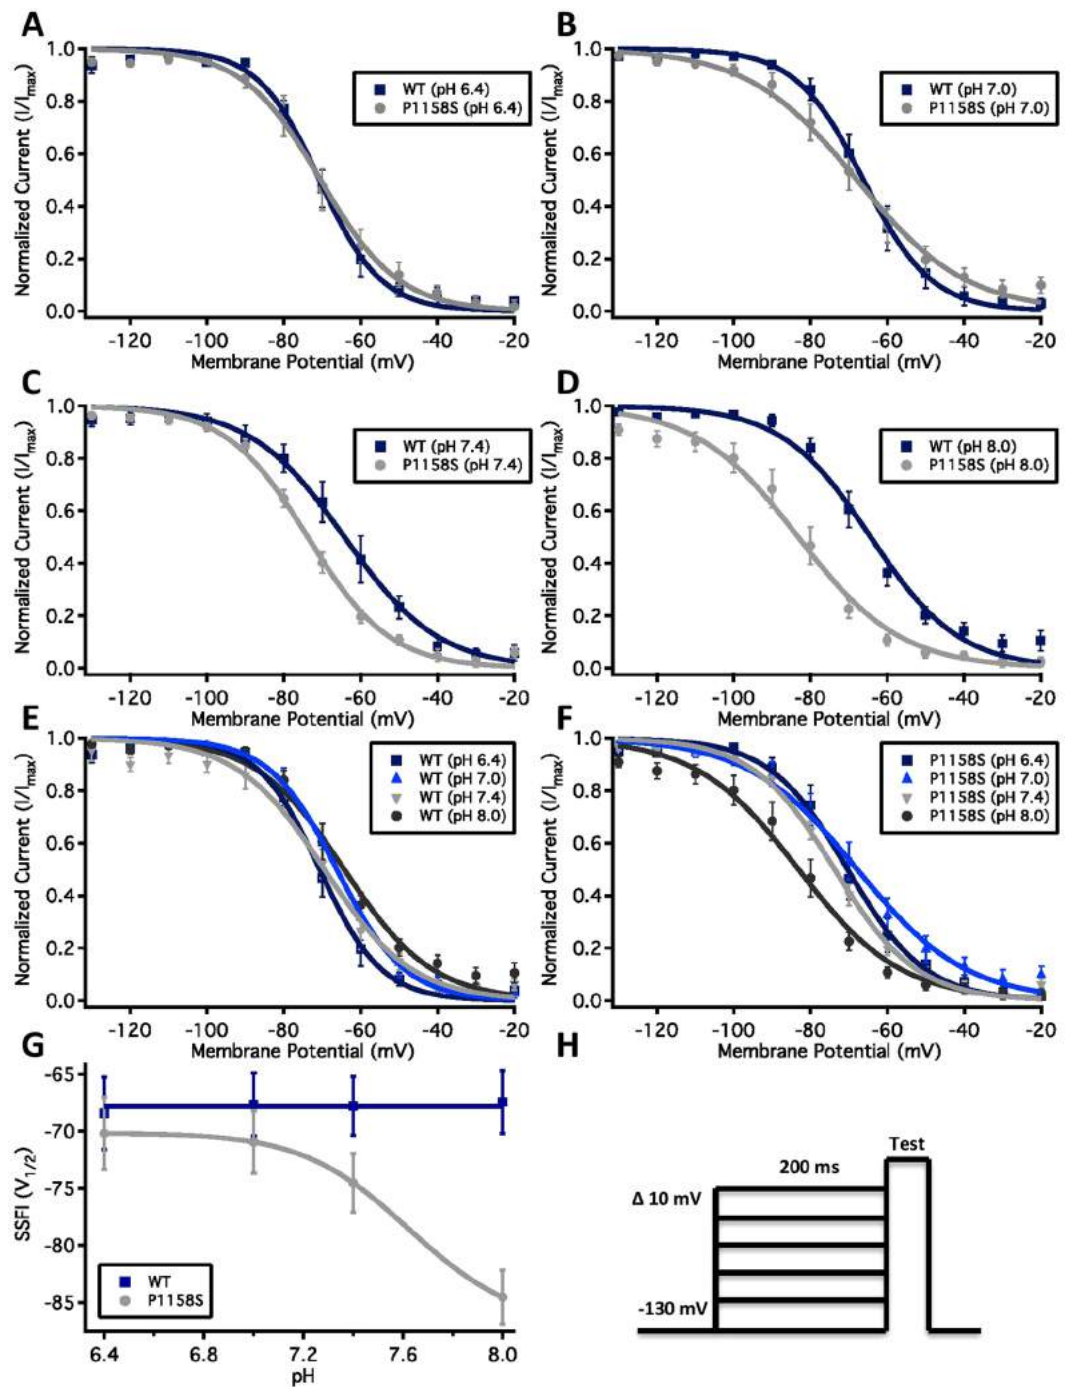 A
Normalized Current (I/Imax)
1.0
0.8
0.6
0.4
0.2
0.0
WT (pH 6.4)
P1158S (pH 6.4)
-120 -100 -80 -60 -40 -20
Membrane Potential (mV)
B
Normalized Current (I/Imax)
1.0
0.8
0.6
0.4
0.2
0.0
WT (pH 7.0)
P1158S (pH 7.0)
-120 -100 -80 -60 -40 -20
Membrane Potential (mV)
C
Normalized Current (I/Imax)
1.0
0.8
0.6
0.4
0.2
0.0
WT (pH 7.4)
P1158S (pH 7.4)
-120 -100 -80 -60 -40 -20
Membrane Potential (mV)
D
Normalized Current (I/Imax)
1.0
0.8
0.6
0.4
0.2
0.0
WT (pH 8.0)
P1158S (pH 8.0)
-120 -100 -80 -60 -40 -20
Membrane Potential (mV)
E
Normalized Current (I/Imax)
1.0
0.8
0.6
0.4
0.2
0.0
WT (pH 6.4)
WT (pH 7.0)
WT (pH 7.4)
WT (pH 8.0)
-120 -100 -80 -60 -40 -20
Membrane Potential (mV)
F
Normalized Current (I/Imax)
1.0
0.8
0.6
0.4
0.2
0.0
P1158S (pH 6.4)
P1158S (pH 7.0)
P1158S (pH 7.4)
P1158S (pH 8.0)
-120 -100 -80 -60 -40 -20
Membrane Potential (mV)
G
SSFI (V1/2)
-65
-70
-75
-80
-85
WT
P1158S
6.4 6.8 7.2 7.6 8.0
pH
H
Test
200 ms
Δ 10 mV
-130 mV